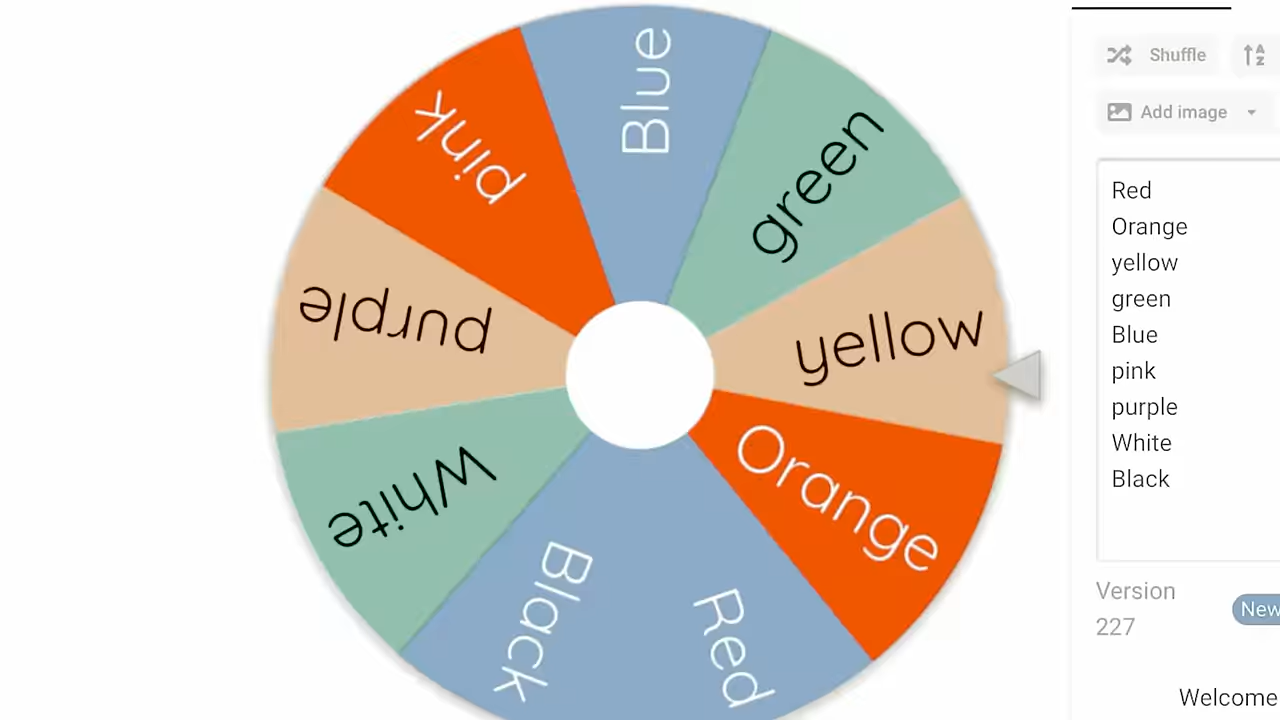 Blue
green
yellow
Orange
Red
Black
White
purple
pink
Shuffle
Add image
Red
Orange
yellow
green
Blue
pink
purple
White
Black
Version
227
New
Welcome